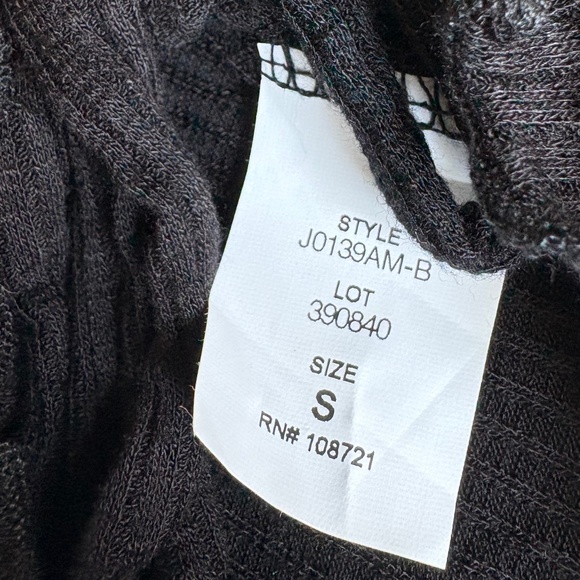 STYLE
J0139AM-B
LOT
390840
SIZE
S
RN# 108721